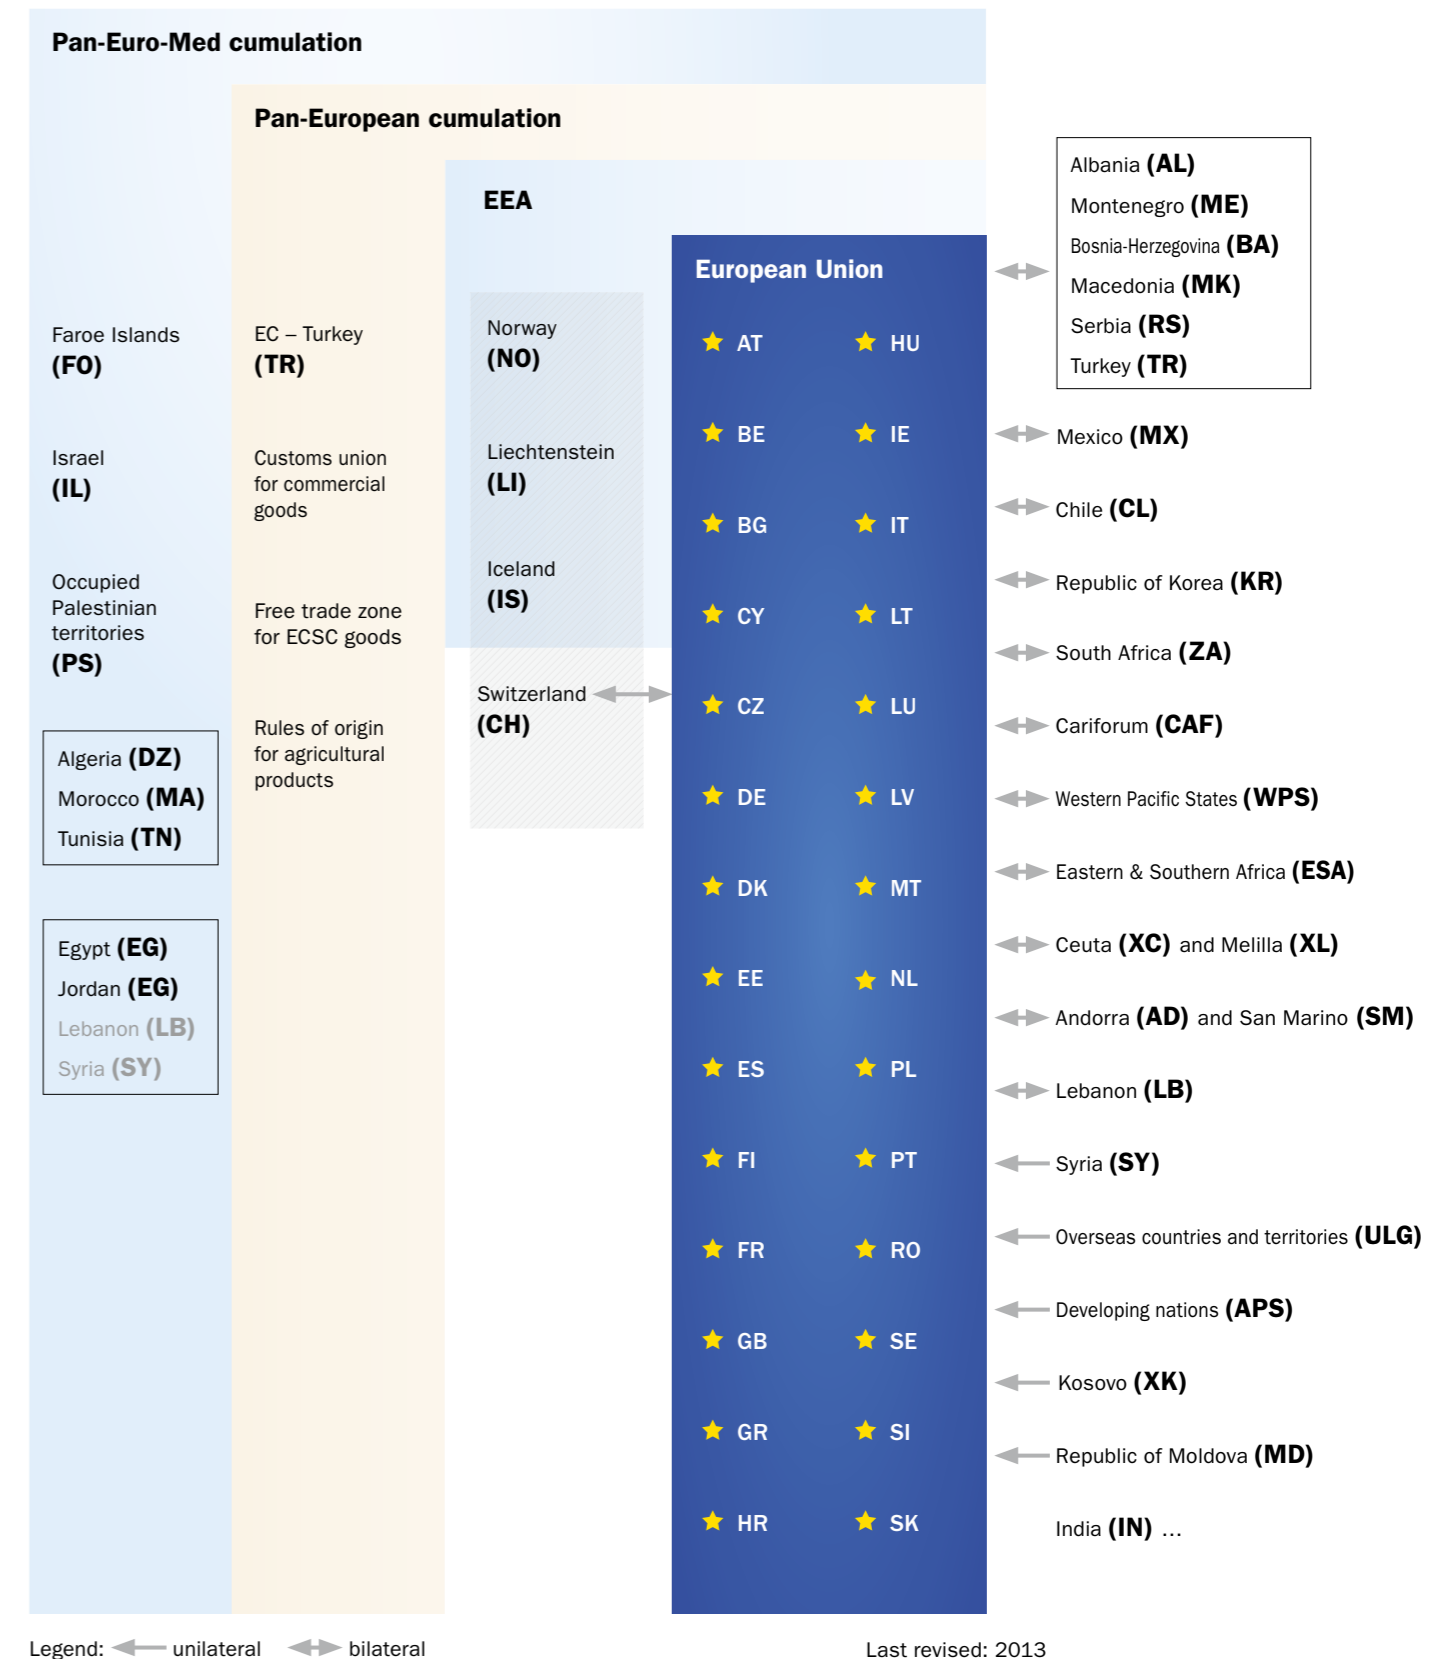 Pan-Euro-Med cumulation
Pan-European cumulation
EEA
European Union
Faroe Islands
(FO)
Israel
(IL)
Occupied
Palestinian
territories
(PS)
Algeria (DZ)
Morocco (MA)
Tunisia (TN)
Egypt (EG)
Jordan (EG)
Lebanon (LB)
Syria (SY)
EC – Turkey
(TR)
Customs union
for commercial
goods
Free trade zone
for ECSC goods
Rules of origin
for agricultural
products
Norway
(NO)
Liechtenstein
(LI)
Iceland
(IS)
Switzerland
(CH)
AT HU
BE IE
BG IT
CY LT
CZ LU
DE LV
DK MT
EE NL
ES PL
FI PT
FR RO
GB SE
GR SI
HR SK
Albania (AL)
Montenegro (ME)
Bosnia-Herzegovina (BA)
Macedonia (MK)
Serbia (RS)
Turkey (TR)
Mexico (MX)
Chile (CL)
Republic of Korea (KR)
South Africa (ZA)
Cariforum (CAF)
Western Pacific States (WPS)
Eastern & Southern Africa (ESA)
Ceuta (XC) and Melilla (XL)
Andorra (AD) and San Marino (SM)
Lebanon (LB)
Syria (SY)
Overseas countries and territories (ULG)
Developing nations (APS)
Kosovo (XK)
Republic of Moldova (MD)
India (IN) ...
Legend: unilateral bilateral
Last revised: 2013